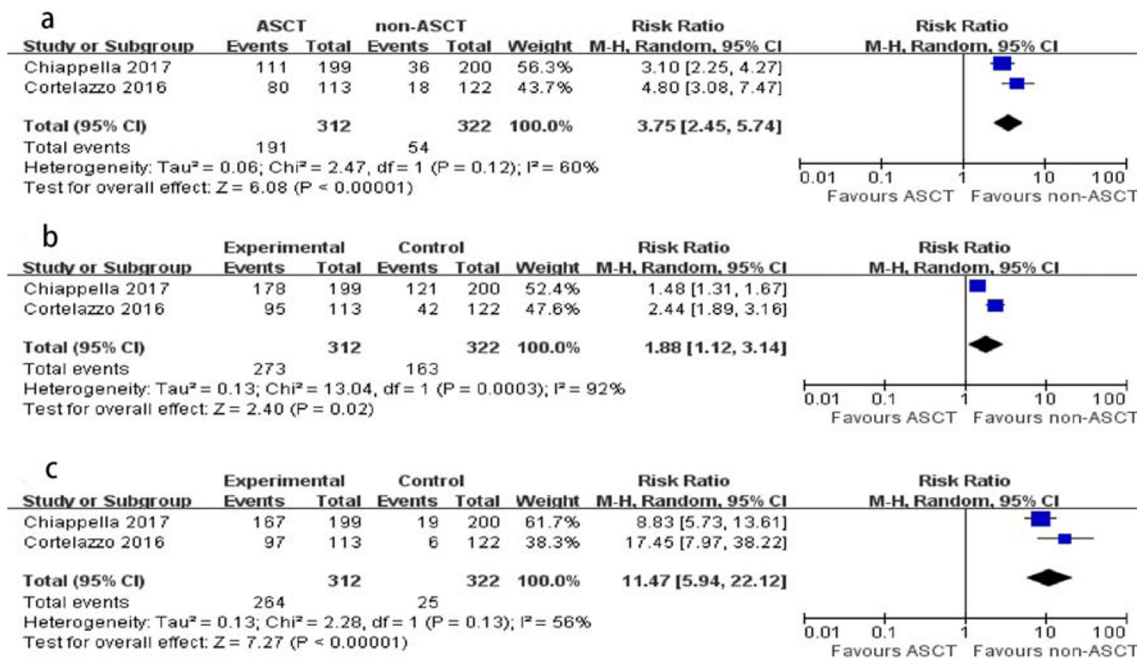 a
ASCT non-ASCT Risk Ratio Risk Ratio
Study or Subgroup Events Total Events Total Weight M-H, Random, 95% CI M-H, Random, 95% CI
Chiappella 2017 111 199 36 200 56.3% 3.10 [2.25, 4.27]
Cortelazzo 2016 80 113 18 122 43.7% 4.80 [3.08, 7.47]
Total (95% CI) 312 322 100.0% 3.75 [2.45, 5.74]
Total events 191 54
Heterogeneity: Tau² = 0.06; Chi² = 2.47, df = 1 (P = 0.12); I² = 60%
Test for overall effect: Z = 6.08 (P < 0.00001)
0.01 0.1 1 10 100
Favours ASCT Favours non-ASCT
b
Experimental Control Risk Ratio Risk Ratio
Study or Subgroup Events Total Events Total Weight M-H, Random, 95% CI M-H, Random, 95% CI
Chiappella 2017 178 199 121 200 52.4% 1.48 [1.31, 1.67]
Cortelazzo 2016 95 113 42 122 47.6% 2.44 [1.89, 3.16]
Total (95% CI) 312 322 100.0% 1.88 [1.12, 3.14]
Total events 273 163
Heterogeneity: Tau² = 0.13; Chi² = 13.04, df = 1 (P = 0.0003); I² = 92%
Test for overall effect: Z = 2.40 (P = 0.02)
0.01 0.1 1 10 100
Favours ASCT Favours non-ASCT
c
Experimental Control Risk Ratio Risk Ratio
Study or Subgroup Events Total Events Total Weight M-H, Random, 95% CI M-H, Random, 95% CI
Chiappella 2017 167 199 19 200 61.7% 8.83 [5.73, 13.61]
Cortelazzo 2016 97 113 6 122 38.3% 17.45 [7.97, 38.22]
Total (95% CI) 312 322 100.0% 11.47 [5.94, 22.12]
Total events 264 25
Heterogeneity: Tau² = 0.13; Chi² = 2.28, df = 1 (P = 0.13); I² = 56%
Test for overall effect: Z = 7.27 (P < 0.00001)
0.01 0.1 1 10 100
Favours ASCT Favours non-ASCT